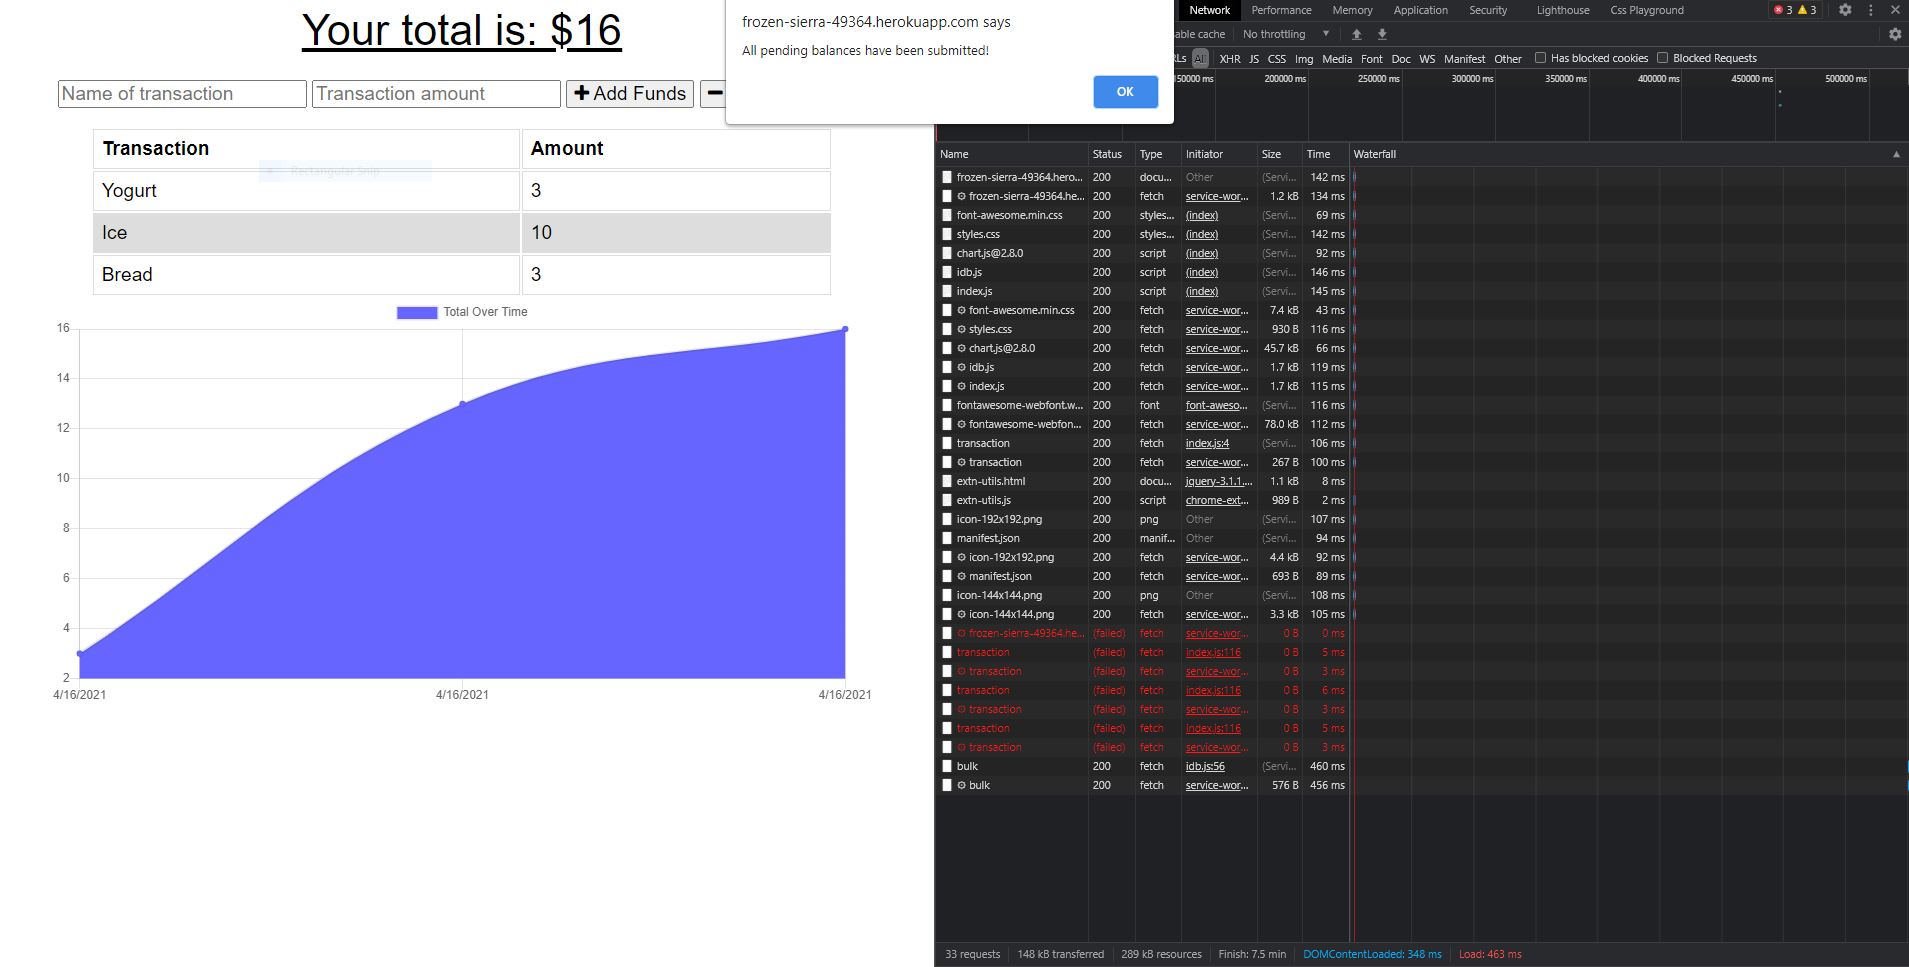 Your total is: $16
Name of transaction
Transaction amount
Add Funds
Transaction Amount
Rectangular Snip
Yogurt 3
Ice 10
Bread 3
Total Over Time
16
14
12
10
8
6
4
2
4/16/2021 4/16/2021 4/16/2021
frozen-sierra-49364.herokuapp.com says
All pending balances have been submitted!
OK
Network Performance Memory Application Security Lighthouse Css Playground 3 3
able cache No throttling
All XHR JS CSS Img Media Font Doc WS Manifest Other Has blocked cookies Blocked Requests
150000 ms 200000 ms 250000 ms 300000 ms 350000 ms 400000 ms 450000 ms 500000 ms
Name Status Type Initiator Size Time Waterfall
frozen-sierra-49364.hero... 200 docu... Other (Servi... 142 ms
frozen-sierra-49364.he... 200 fetch service-wor... 1.2 kB 134 ms
font-awesome.min.css 200 styles... (index) (Servi... 69 ms
styles.css 200 styles... (index) (Servi... 142 ms
chart.js@2.8.0 200 script (index) (Servi... 92 ms
idb.js 200 script (index) (Servi... 146 ms
index.js 200 script (index) (Servi... 145 ms
font-awesome.min.css 200 fetch service-wor... 7.4 kB 43 ms
styles.css 200 fetch service-wor... 930 B 116 ms
chart.js@2.8.0 200 fetch service-wor... 45.7 kB 66 ms
idb.js 200 fetch service-wor... 1.7 kB 119 ms
index.js 200 fetch service-wor... 1.7 kB 115 ms
fontawesome-webfont.w... 200 font font-aweso... (Servi... 116 ms
fontawesome-webfon... 200 fetch service-wor... 78.0 kB 112 ms
transaction 200 fetch index.js:4 (Servi... 106 ms
transaction 200 fetch service-wor... 267 B 100 ms
extn-utils.html 200 docu... jquery-3.1.1.... 1.1 kB 8 ms
extn-utils.js 200 script chrome-ext... 989 B 2 ms
icon-192x192.png 200 png Other (Servi... 107 ms
manifest.json 200 manif... Other (Servi... 94 ms
icon-192x192.png 200 fetch service-wor... 4.4 kB 92 ms
manifest.json 200 fetch service-wor... 693 B 89 ms
icon-144x144.png 200 png Other (Servi... 108 ms
icon-144x144.png 200 fetch service-wor... 3.3 kB 105 ms
frozen-sierra-49364.he... (failed) fetch service-wor... 0 B 0 ms
transaction (failed) fetch index.js:116 0 B 5 ms
transaction (failed) fetch service-wor... 0 B 3 ms
transaction (failed) fetch index.js:116 0 B 6 ms
transaction (failed) fetch service-wor... 0 B 3 ms
transaction (failed) fetch index.js:116 0 B 5 ms
transaction (failed) fetch service-wor... 0 B 3 ms
bulk 200 fetch idb.js:56 (Servi... 460 ms
bulk 200 fetch service-wor... 576 B 456 ms
33 requests 148 kB transferred 289 kB resources Finish: 7.5 min DOMContentLoaded: 348 ms Load: 463 ms